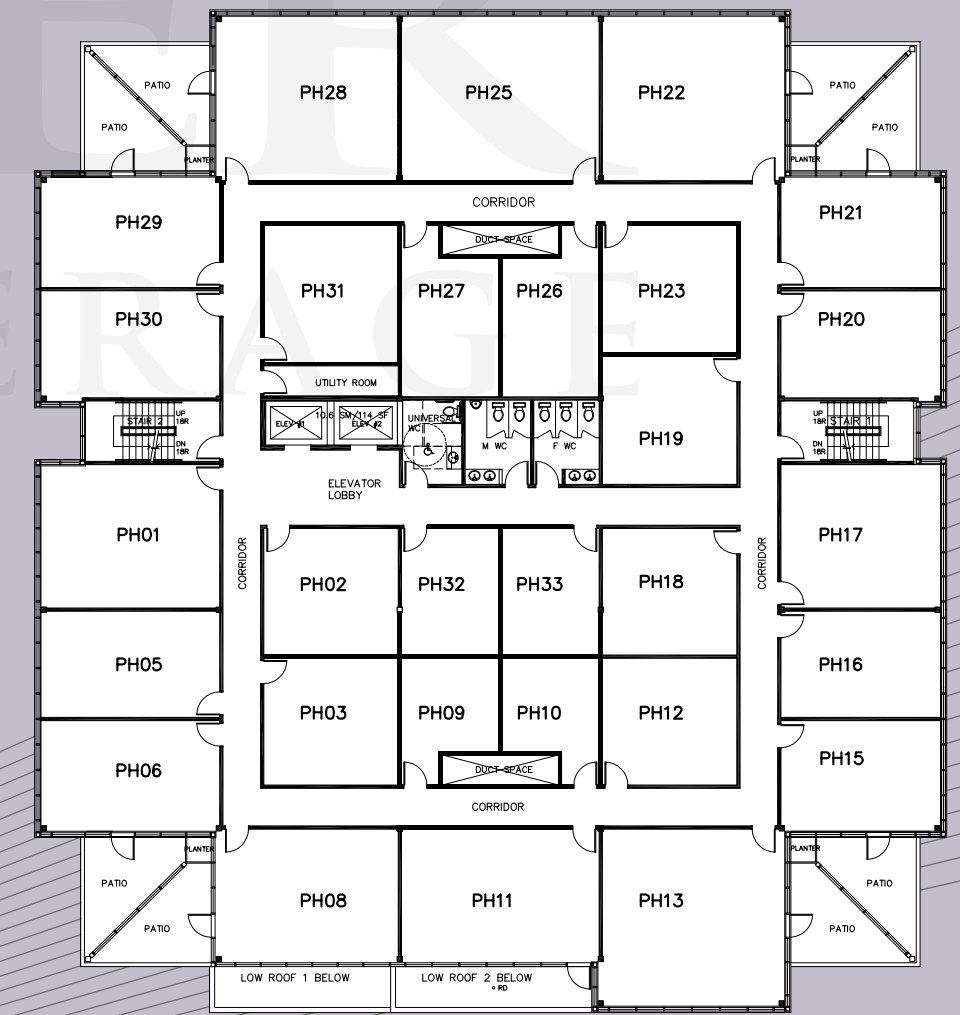 PH28
PH25
PH22
PATIO
PATIO
PLANTER
PATIO
PATIO
PLANTER
CORRIDOR
PH29
PH21
DUCT SPACE
PH31
PH27
PH26
PH23
PH30
PH20
UTILITY ROOM
10.6 SM/114 SF
ELEV #1
ELEV #2
UNIVERSAL
WC
M WC
F WC
PH19
STAIR 2
UP
18R
DN
18R
STAIR 1
UP
18R
DN
18R
ELEVATOR
LOBBY
PH01
PH17
CORRIDOR
CORRIDOR
PH02
PH32
PH33
PH18
PH05
PH16
PH03
PH09
PH10
PH12
PH06
PH15
DUCT SPACE
CORRIDOR
PLANTER
PLANTER
PATIO
PATIO
PATIO
PATIO
PH08
PH11
PH13
LOW ROOF 1 BELOW
LOW ROOF 2 BELOW
RD
ER
ERAGE